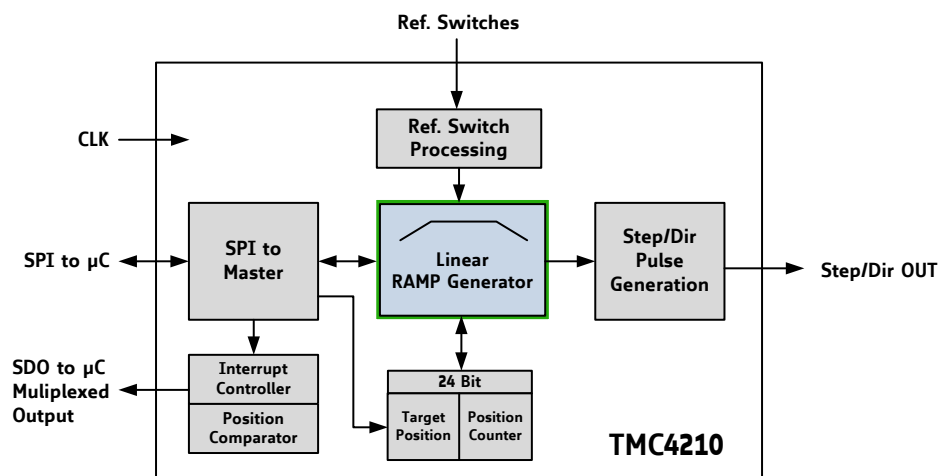 Ref. Switches
CLK
Ref. Switch
Processing
SPI to µC
SPI to
Master
Linear
RAMP Generator
Step/Dir
Pulse
Generation
Step/Dir OUT
SDO to µC
Muliplexed
Output
Interrupt
Controller
Position
Comparator
24 Bit
Target
Position
Position
Counter
TMC4210